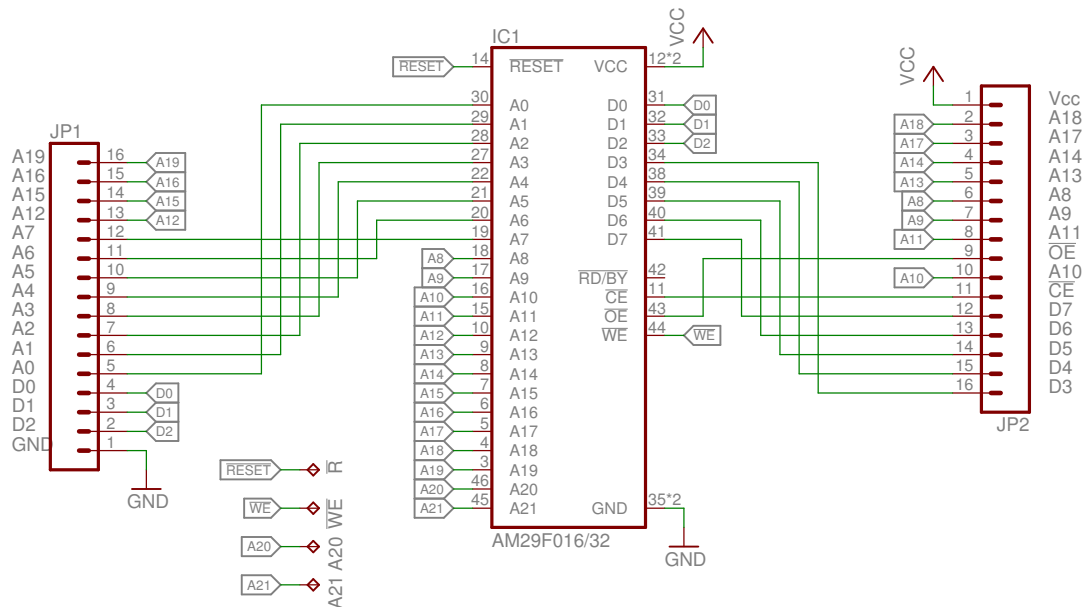 IC1
RESET
14
RESET
VCC
12*2
VCC
30
A0
D0
31
D0
29
A1
D1
32
D1
28
A2
D2
33
D2
27
A3
D3
34
22
A4
D4
38
21
A5
D5
39
20
A6
D6
40
19
A7
D7
41
A8
18
A8
A9
17
A9
RD/BY
42
A10
16
A10
CE
11
A11
15
A11
OE
43
A12
10
A12
WE
44
WE
A13
9
A13
A14
8
A14
A15
7
A15
A16
6
A16
A17
5
A17
A18
4
A18
A19
3
A19
A20
46
A20
A21
45
A21
GND
35*2
GND
AM29F016/32
JP1
A19
16
A19
A16
15
A16
A15
14
A15
A12
13
A12
A7
12
A6
11
A5
10
A4
9
A3
8
A2
7
A1
6
A0
5
D0
4
D0
D1
3
D1
D2
2
D2
GND
1
GND
RESET
R
WE
WE
A20
A20
A21
A21
VCC
1
Vcc
A18
2
A18
A17
3
A17
A14
4
A14
A13
5
A13
A8
6
A8
A9
7
A9
A11
8
A11
9
OE
A10
10
A10
11
CE
12
D7
13
D6
14
D5
15
D4
16
D3
JP2